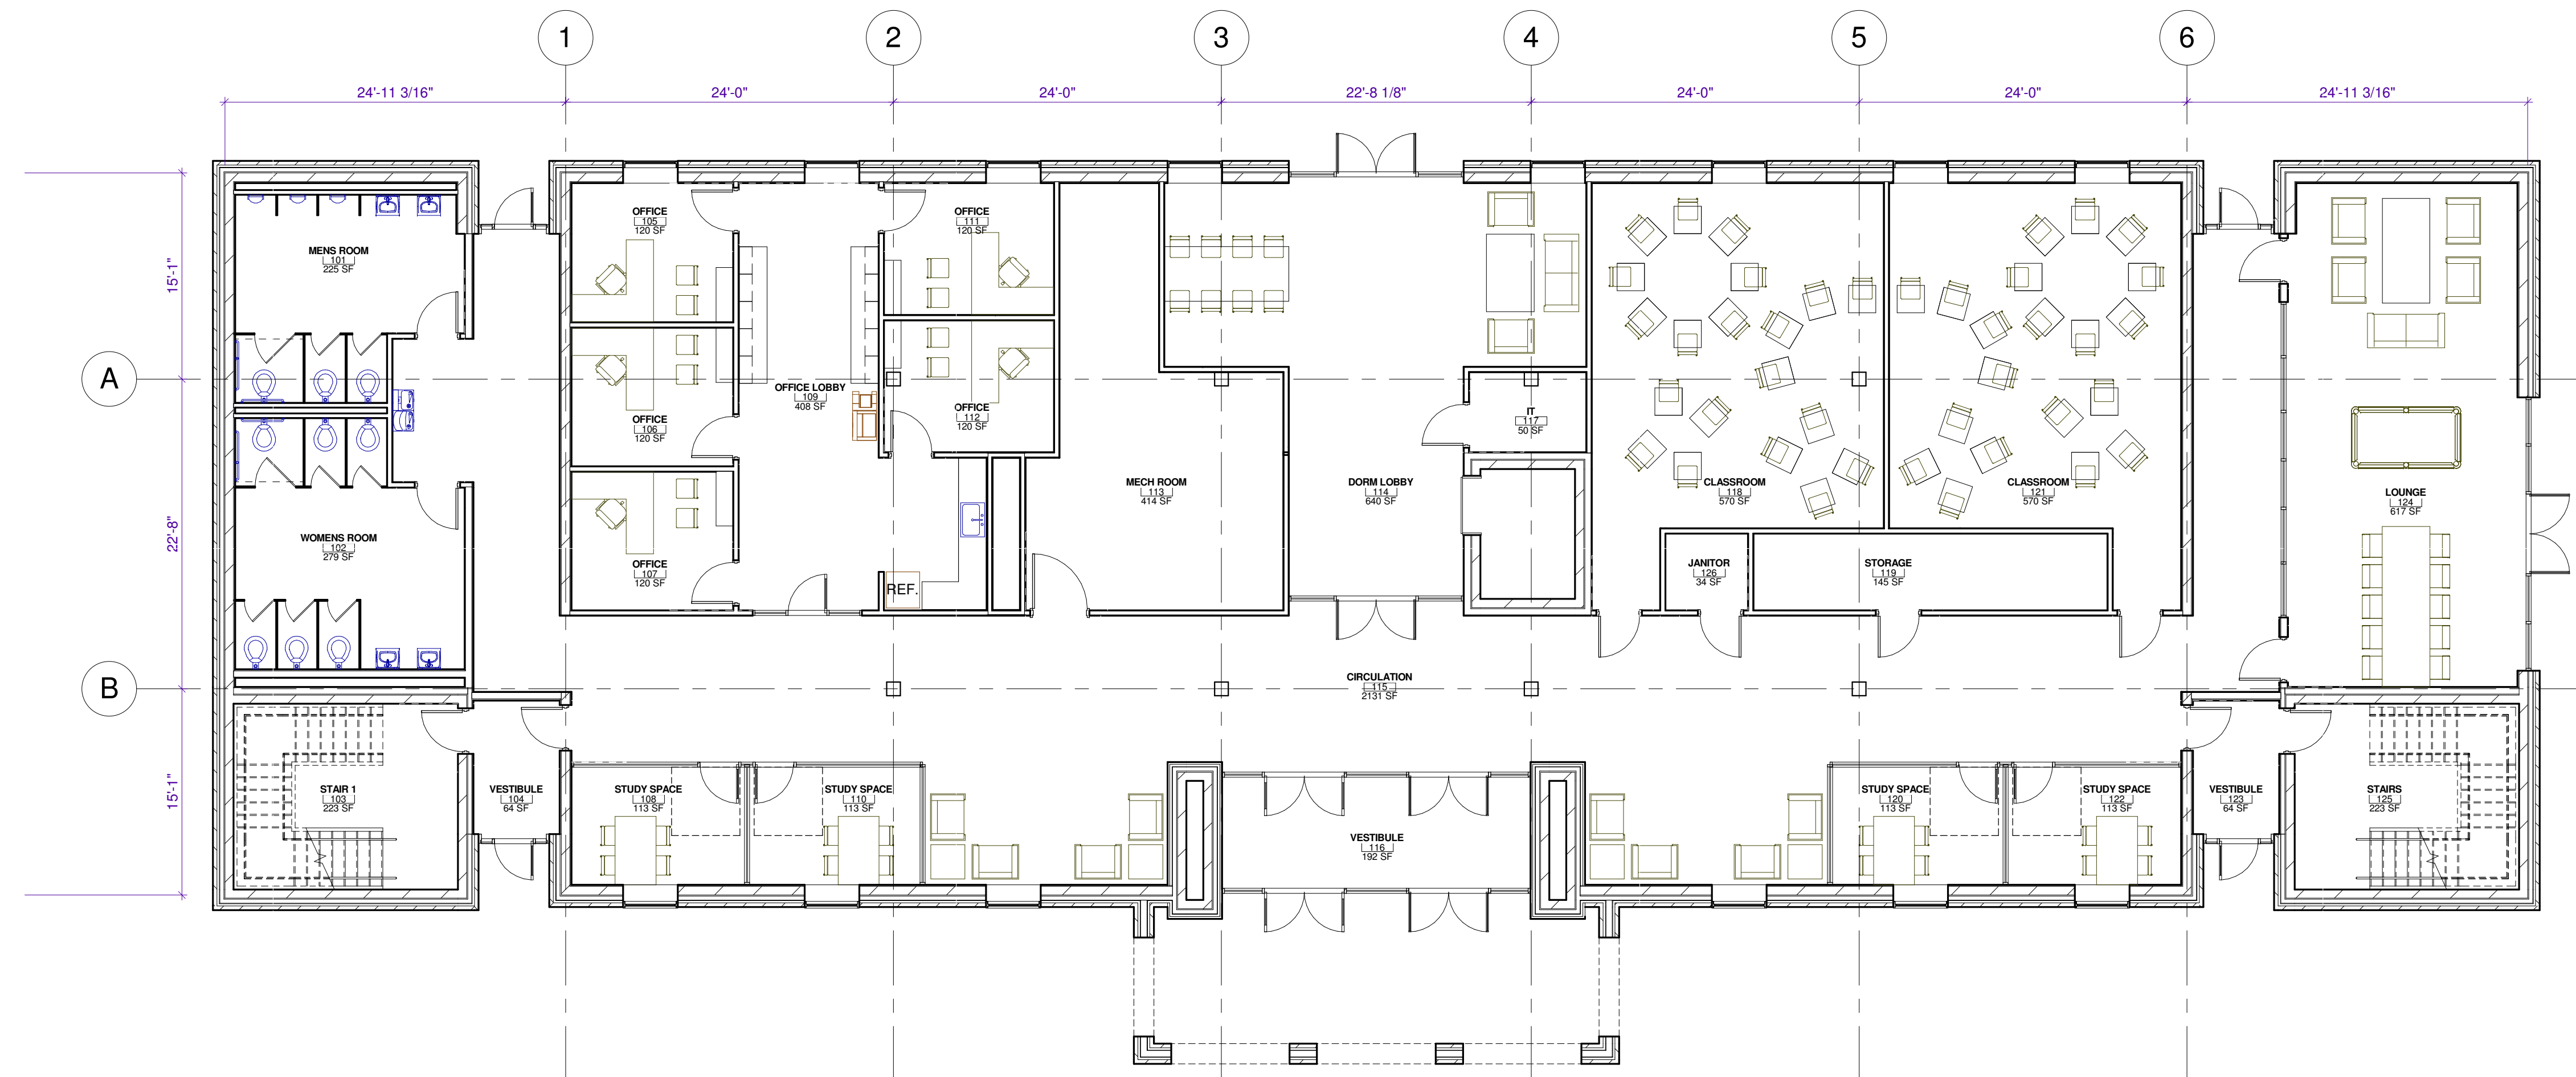 1
2
3
4
5
6
24'-11 3/16"
24'-0"
24'-0"
22'-8 1/8"
24'-0"
24'-0"
24'-11 3/16"
15'-1"
22'-8"
15'-1"
A
B
MENS ROOM
101
225 SF
WOMENS ROOM
102
279 SF
STAIR 1
103
223 SF
VESTIBULE
104
64 SF
OFFICE
105
120 SF
OFFICE
106
120 SF
OFFICE
107
120 SF
STUDY SPACE
108
113 SF
OFFICE LOBBY
109
408 SF
STUDY SPACE
110
113 SF
OFFICE
111
120 SF
OFFICE
112
120 SF
REF.
MECH ROOM
113
414 SF
DORM LOBBY
114
640 SF
CIRCULATION
115
2131 SF
VESTIBULE
116
192 SF
IT
117
50 SF
CLASSROOM
118
570 SF
JANITOR
126
34 SF
STORAGE
119
145 SF
STUDY SPACE
120
113 SF
CLASSROOM
121
570 SF
STUDY SPACE
122
113 SF
VESTIBULE
123
64 SF
LOUNGE
124
617 SF
STAIRS
125
223 SF